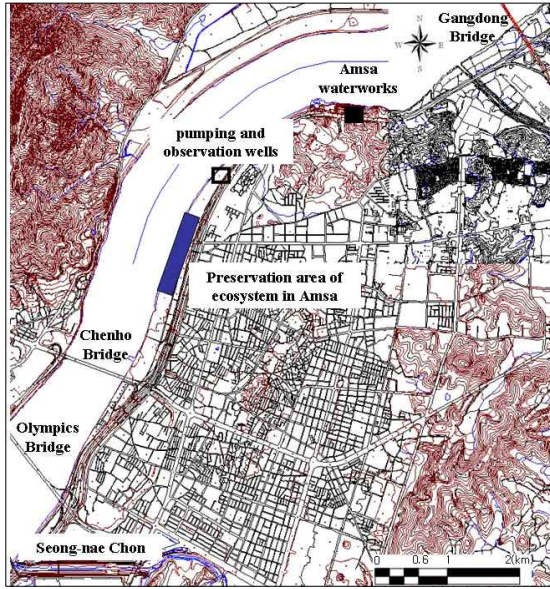 Gangdong
Bridge
N
W E
S
Amsa
waterworks
pumping and
observation wells
Preservation area of
ecosystem in Amsa
Chenho
Bridge
Olympics
Bridge
Seong-nae Chon
0 0.6 1 2(km)